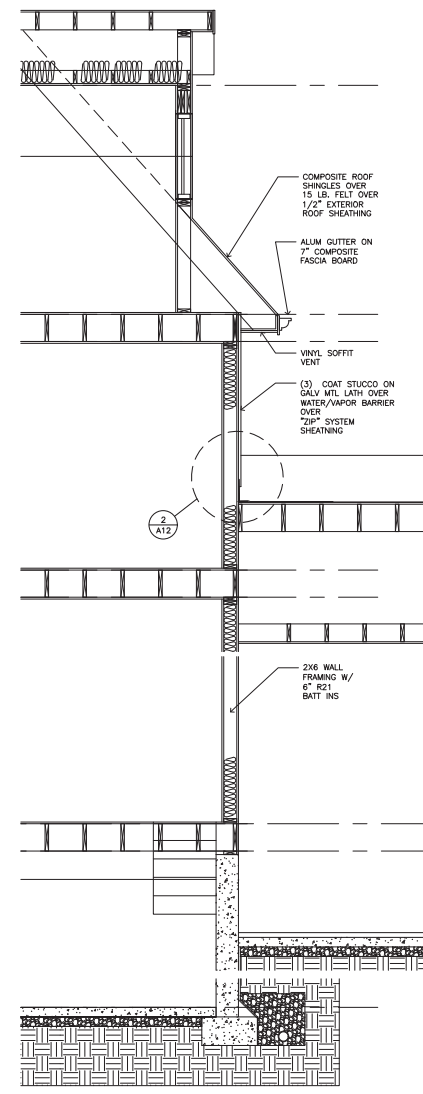 COMPOSITE ROOF
SHINGLES OVER
15 LB. FELT OVER
1/2" EXTERIOR
ROOF SHEATHING
ALUM GUTTER ON
7" COMPOSITE
FASCIA BOARD
VINYL SOFFIT
VENT
(3) COAT STUCCO ON
GALV MTL LATH OVER
WATER/VAPOR BARRIER
OVER
"ZIP" SYSTEM
SHEATNING
2
A12
2X6 WALL
FRAMING W/
6" R21
BATT INS